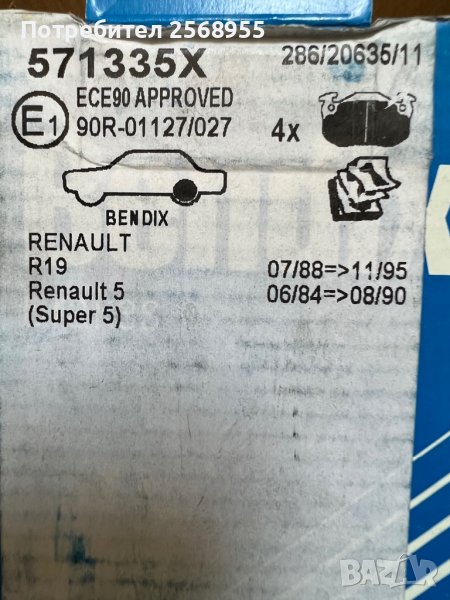 Потребител 2568955
571335X
286/20635/11
E1
ECE90 APPROVED
90R-01127/027
4x
BENDIX
RENAULT
R19 07/88=>11/95
Renault 5 06/84=>08/90
(Super 5)
BAZAR